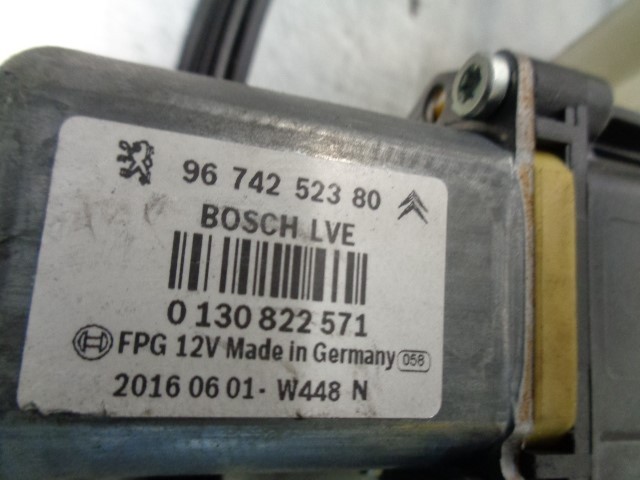 96 742 523 80
BOSCH LVE
0 130 822 571
FPG 12V Made in Germany 058
2016 06 01 - W448 N